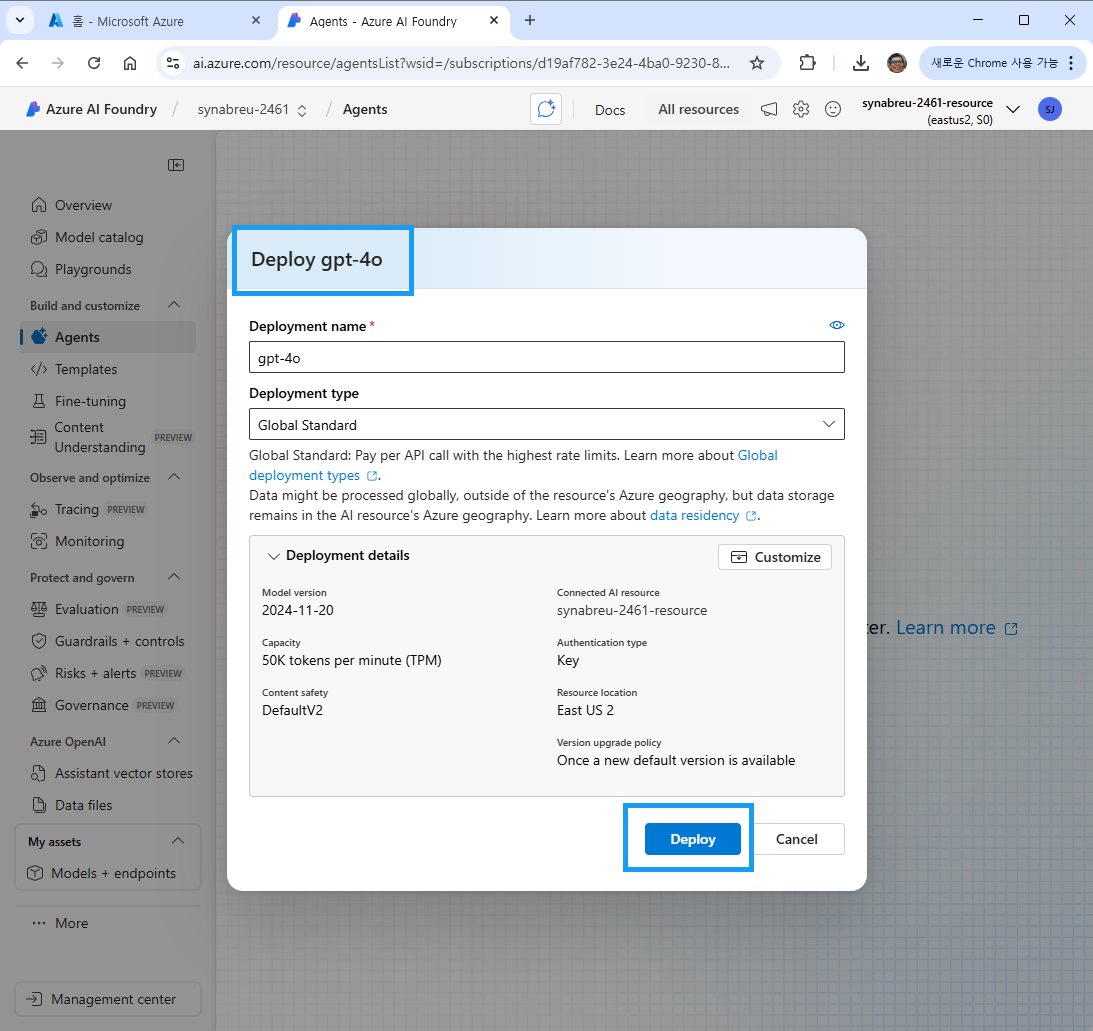 홈 - Microsoft Azure
Agents - Azure AI Foundry
ai.azure.com/resource/agentsList?wsid=/subscriptions/d19af782-3e24-4ba0-9230-8...
새로운 Chrome 사용 가능
Azure AI Foundry / synabreu-2461 / Agents
Docs
All resources
synabreu-2461-resource
(eastus2, S0)
SJ
Overview
Model catalog
Playgrounds
Build and customize
Agents
Templates
Fine-tuning
Content
Understanding PREVIEW
Observe and optimize
Tracing PREVIEW
Monitoring
Protect and govern
Evaluation PREVIEW
Guardrails + controls
Risks + alerts PREVIEW
Governance PREVIEW
Azure OpenAI
Assistant vector stores
Data files
My assets
Models + endpoints
More
Management center
Deploy gpt-4o
Deployment name *
gpt-4o
Deployment type
Global Standard
Global Standard: Pay per API call with the highest rate limits. Learn more about Global
deployment types .
Data might be processed globally, outside of the resource's Azure geography, but data storage
remains in the AI resource's Azure geography. Learn more about data residency .
Deployment details
Customize
Model version
2024-11-20
Connected AI resource
synabreu-2461-resource
Capacity
50K tokens per minute (TPM)
Authentication type
Key
Content safety
DefaultV2
Resource location
East US 2
Version upgrade policy
Once a new default version is available
Deploy
Cancel
ter. Learn more